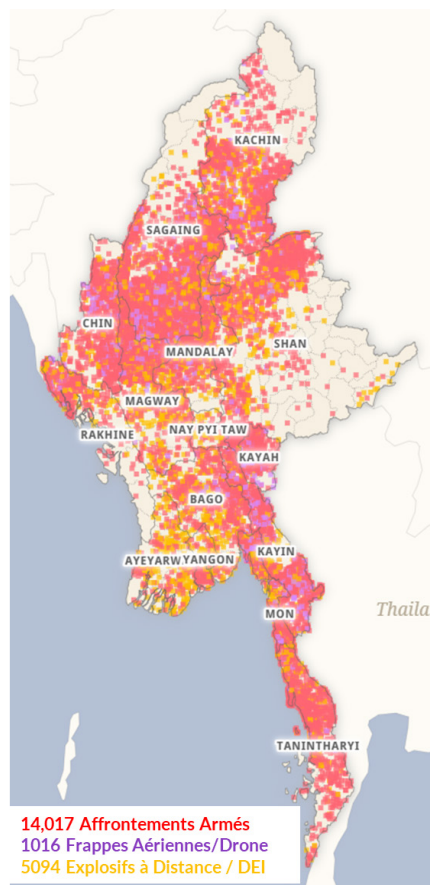 KACHIN
SAGAING
CHIN
SHAN
MANDALAY
MAGWAY
NAY PYI TAW
RAKHINE
KAYAH
BAGO
KAYIN
AYEYARW
YANGON
MON
Thaila
TANINTHARYI
14,017 Affrontements Armés
1016 Frappes Aériennes/Drone
5094 Explosifs à Distance / DEI